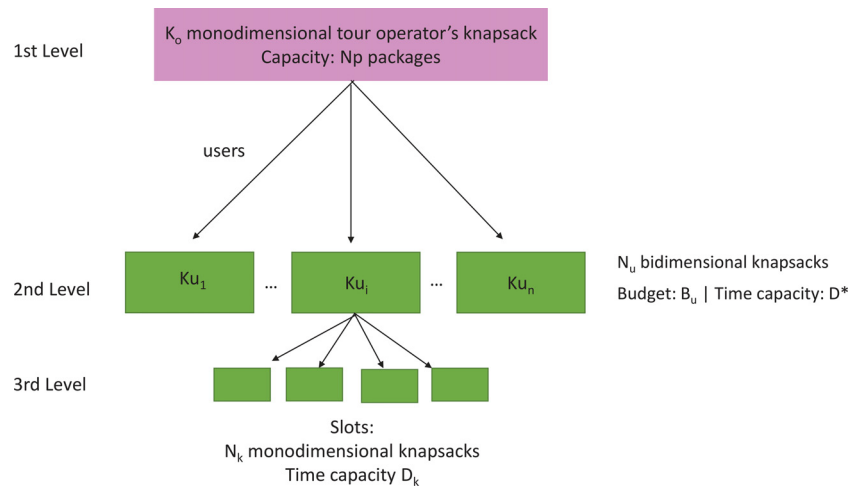 1st Level
K_o monodimensional tour operator’s knapsack
Capacity: Np packages
users
2nd Level
Ku_1
...
Ku_i
...
Ku_n
N_u bidimensional knapsacks
Budget: B_u | Time capacity: D*
3rd Level
Slots:
N_k monodimensional knapsacks
Time capacity D_k